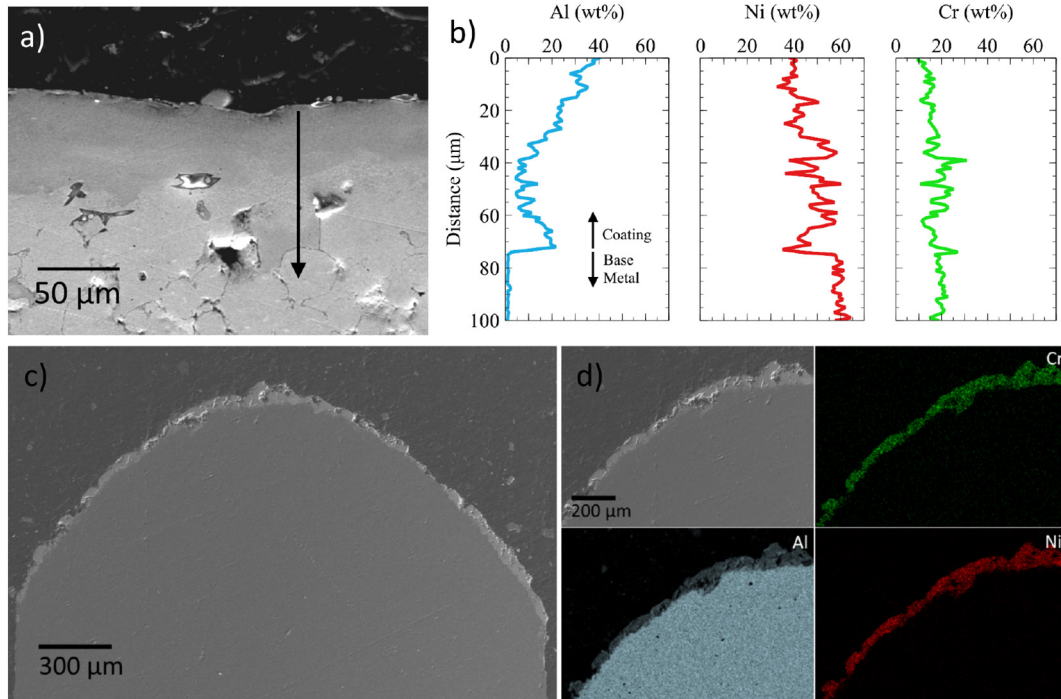 a)
50 µm
b)
Al (wt%)
Ni (wt%)
Cr (wt%)
0 20 40 60
0 20 40 60
0 20 40 60
Distance (µm)
0
20
40
60
80
100
Coating
Base
Metal
c)
300 µm
d)
200 µm
Cr
Al
Ni